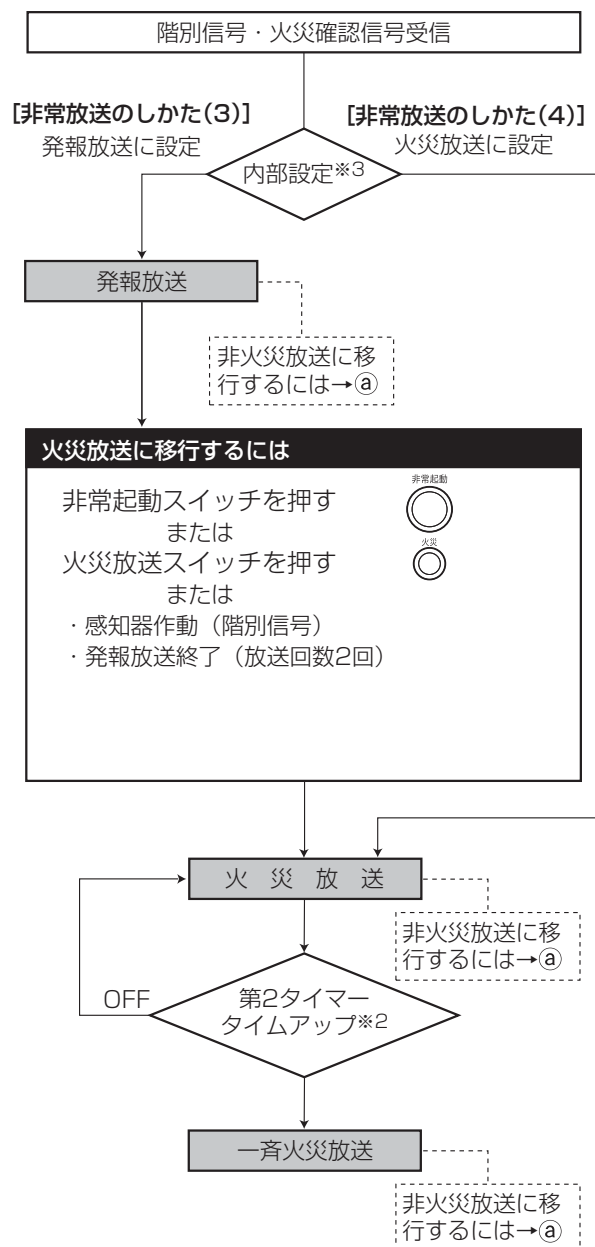 階別信号・火災確認信号受信
[非常放送のしかた(3)]
発報放送に設定
[非常放送のしかた(4)]
火災放送に設定
内部設定※3
発報放送
非火災放送に移
行するには→ⓐ
火災放送に移行するには
非常起動スイッチを押す
非常起動
または
火災放送スイッチを押す
火災
または
・感知器作動（階別信号）
・発報放送終了（放送回数2回）
火 災 放 送
非火災放送に移
行するには→ⓐ
OFF
第2タイマー
タイムアップ※2
一斉火災放送
非火災放送に移
行するには→ⓐ